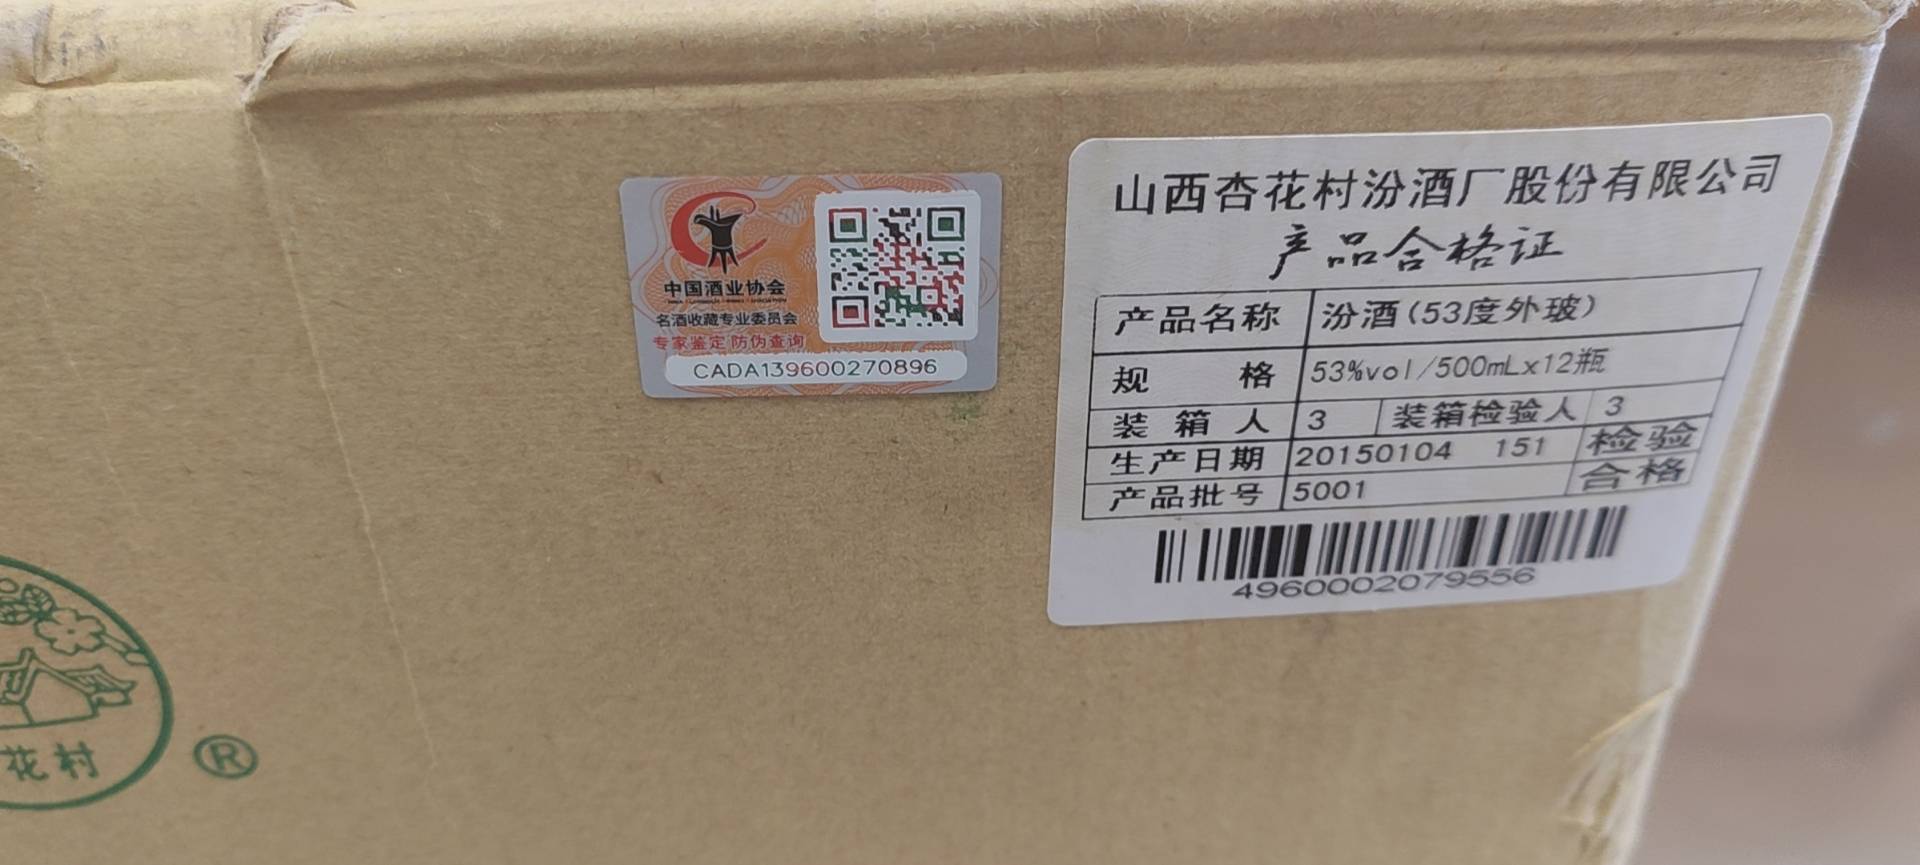 中国酒业协会
名酒收藏专业委员会
专家鉴定 防伪查询
CADA139600270896
山西杏花村汾酒厂股份有限公司
产品合格证
产品名称 汾酒(53度外玻)
规 格 53%vol/500mLx12瓶
装 箱 人 3 装箱检验人 3
生产日期 20150104 151 检验
产品批号 5001 合格
4960002079556
花村
®